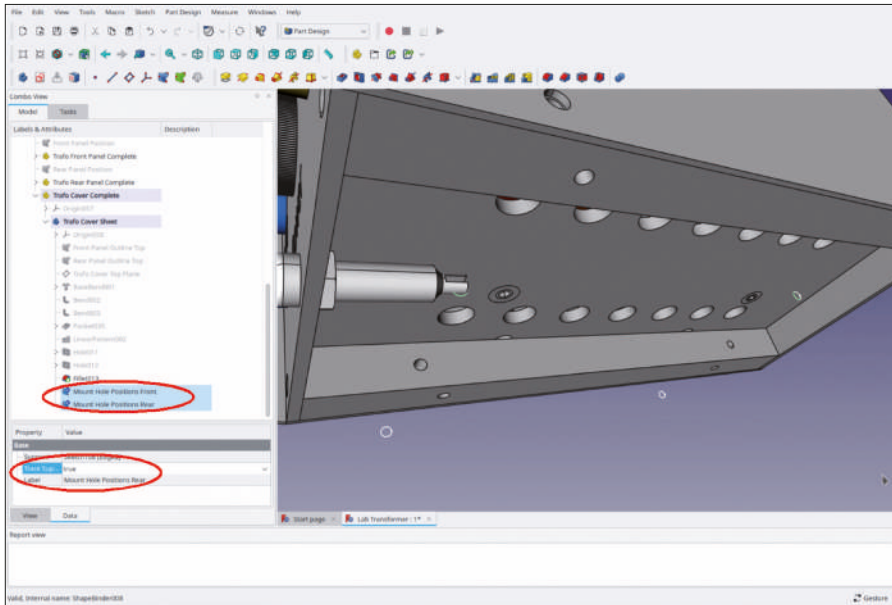 File Edit View Tools Macro Sketch Part Design Measure Windows Help
Part Design
Combo View
Model Tasks
Labels & Attributes Description
Front Panel Position
Trafo Front Panel Complete
Rear Panel Position
Trafo Rear Panel Complete
Trafo Cover Complete
Origin007
Trafo Cover Sheet
Origin008
Front Panel Outline Top
Rear Panel Outline Top
Trafo Cover Top Plane
BaseBend001
Bend002
Bend003
Hole011
Fillet013
Mount Hole Positions Front
Mount Hole Positions Rear
Property Value
Base
true
Label Mount Hole Positions Rear
View Data
Start page Lab Transformer : 1*
Report view
Valid, Internal name: ShapeBinder008
Gesture